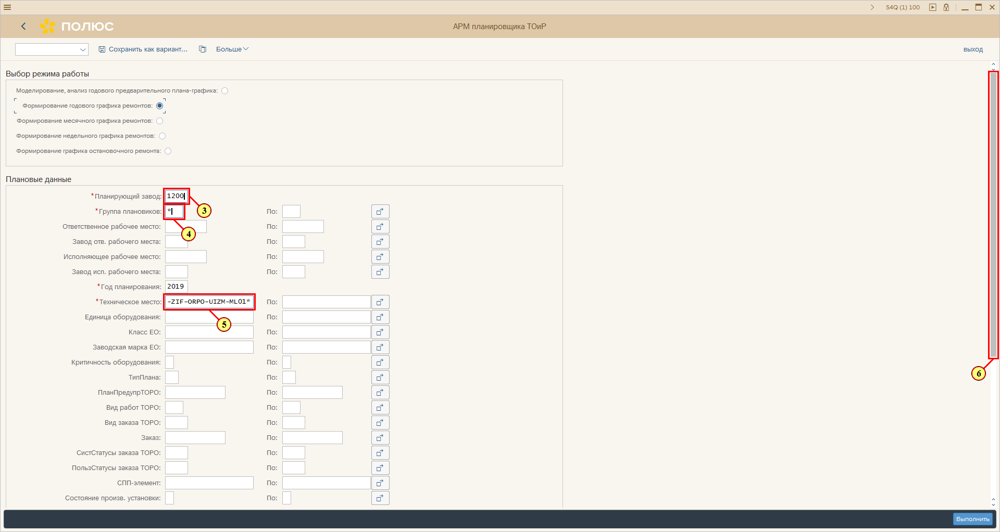 S4Q (1) 100
ПОЛЮС
АРМ планировщика ТОиР
Сохранить как вариант...
Больше
ВЫХОД
Выбор режима работы
Моделирование, анализ годового предварительного плана-графика:
Формирование годового графика ремонтов:
Формирование месячного графика ремонтов:
Формирование недельного графика ремонтов:
Формирование графика остановочного ремонта:
Плановые данные
*Планирующий завод: 1200
3
*Группа плановиков: * По:
4
Ответственное рабочее место: По:
Завод отв. рабочего места: По:
Исполняющее рабочее место: По:
Завод исп. рабочего места: По:
*Год планирования: 2019
*Техническое место: -ZIF-ORPO-UIZM-ML01* По:
5
Единица оборудования: По:
Класс ЕО: По:
Заводская марка ЕО: По:
Критичность оборудования: По:
6
ТипПлана: По:
ПланПредупрТОРО: По:
Вид работ ТОРО: По:
Вид заказа ТОРО: По:
Заказ: По:
СистСтатусы заказа ТОРО: По:
ПользСтатусы заказа ТОРО: По:
СПП-элемент: По:
Состояние произв. установки: По:
Выполнить